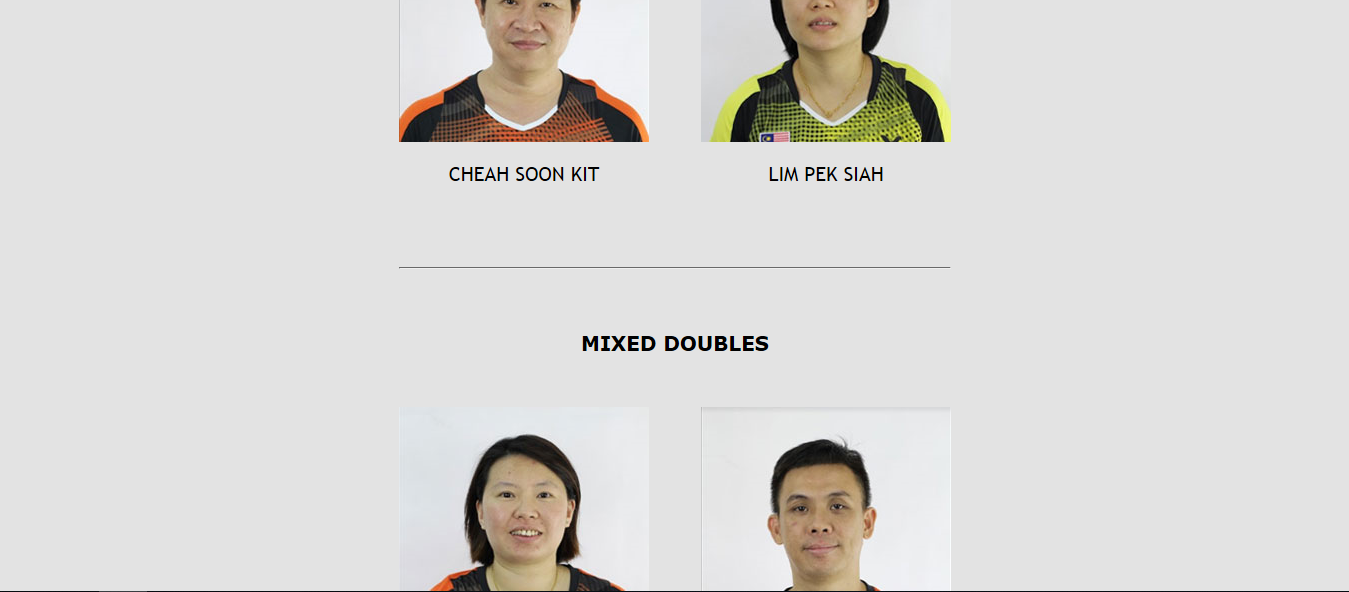 CHEAH SOON KIT
LIM PEK SIAH
MIXED DOUBLES